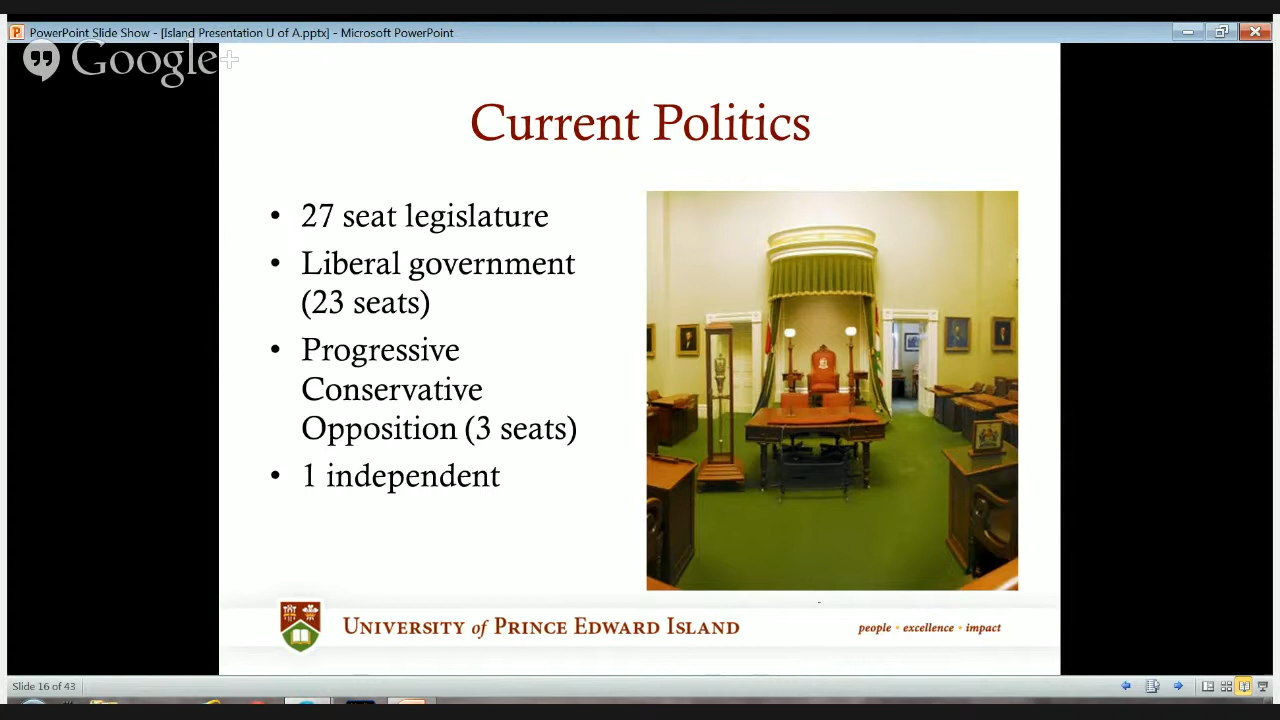 PowerPoint Slide Show - [Island Presentation U of A.pptx] - Microsoft PowerPoint
Google+
Current Politics
• 27 seat legislature
• Liberal government
(23 seats)
• Progressive
Conservative
Opposition (3 seats)
• 1 independent
UNIVERSITY of PRINCE EDWARD ISLAND
people • excellence • impact
Slide 16 of 43